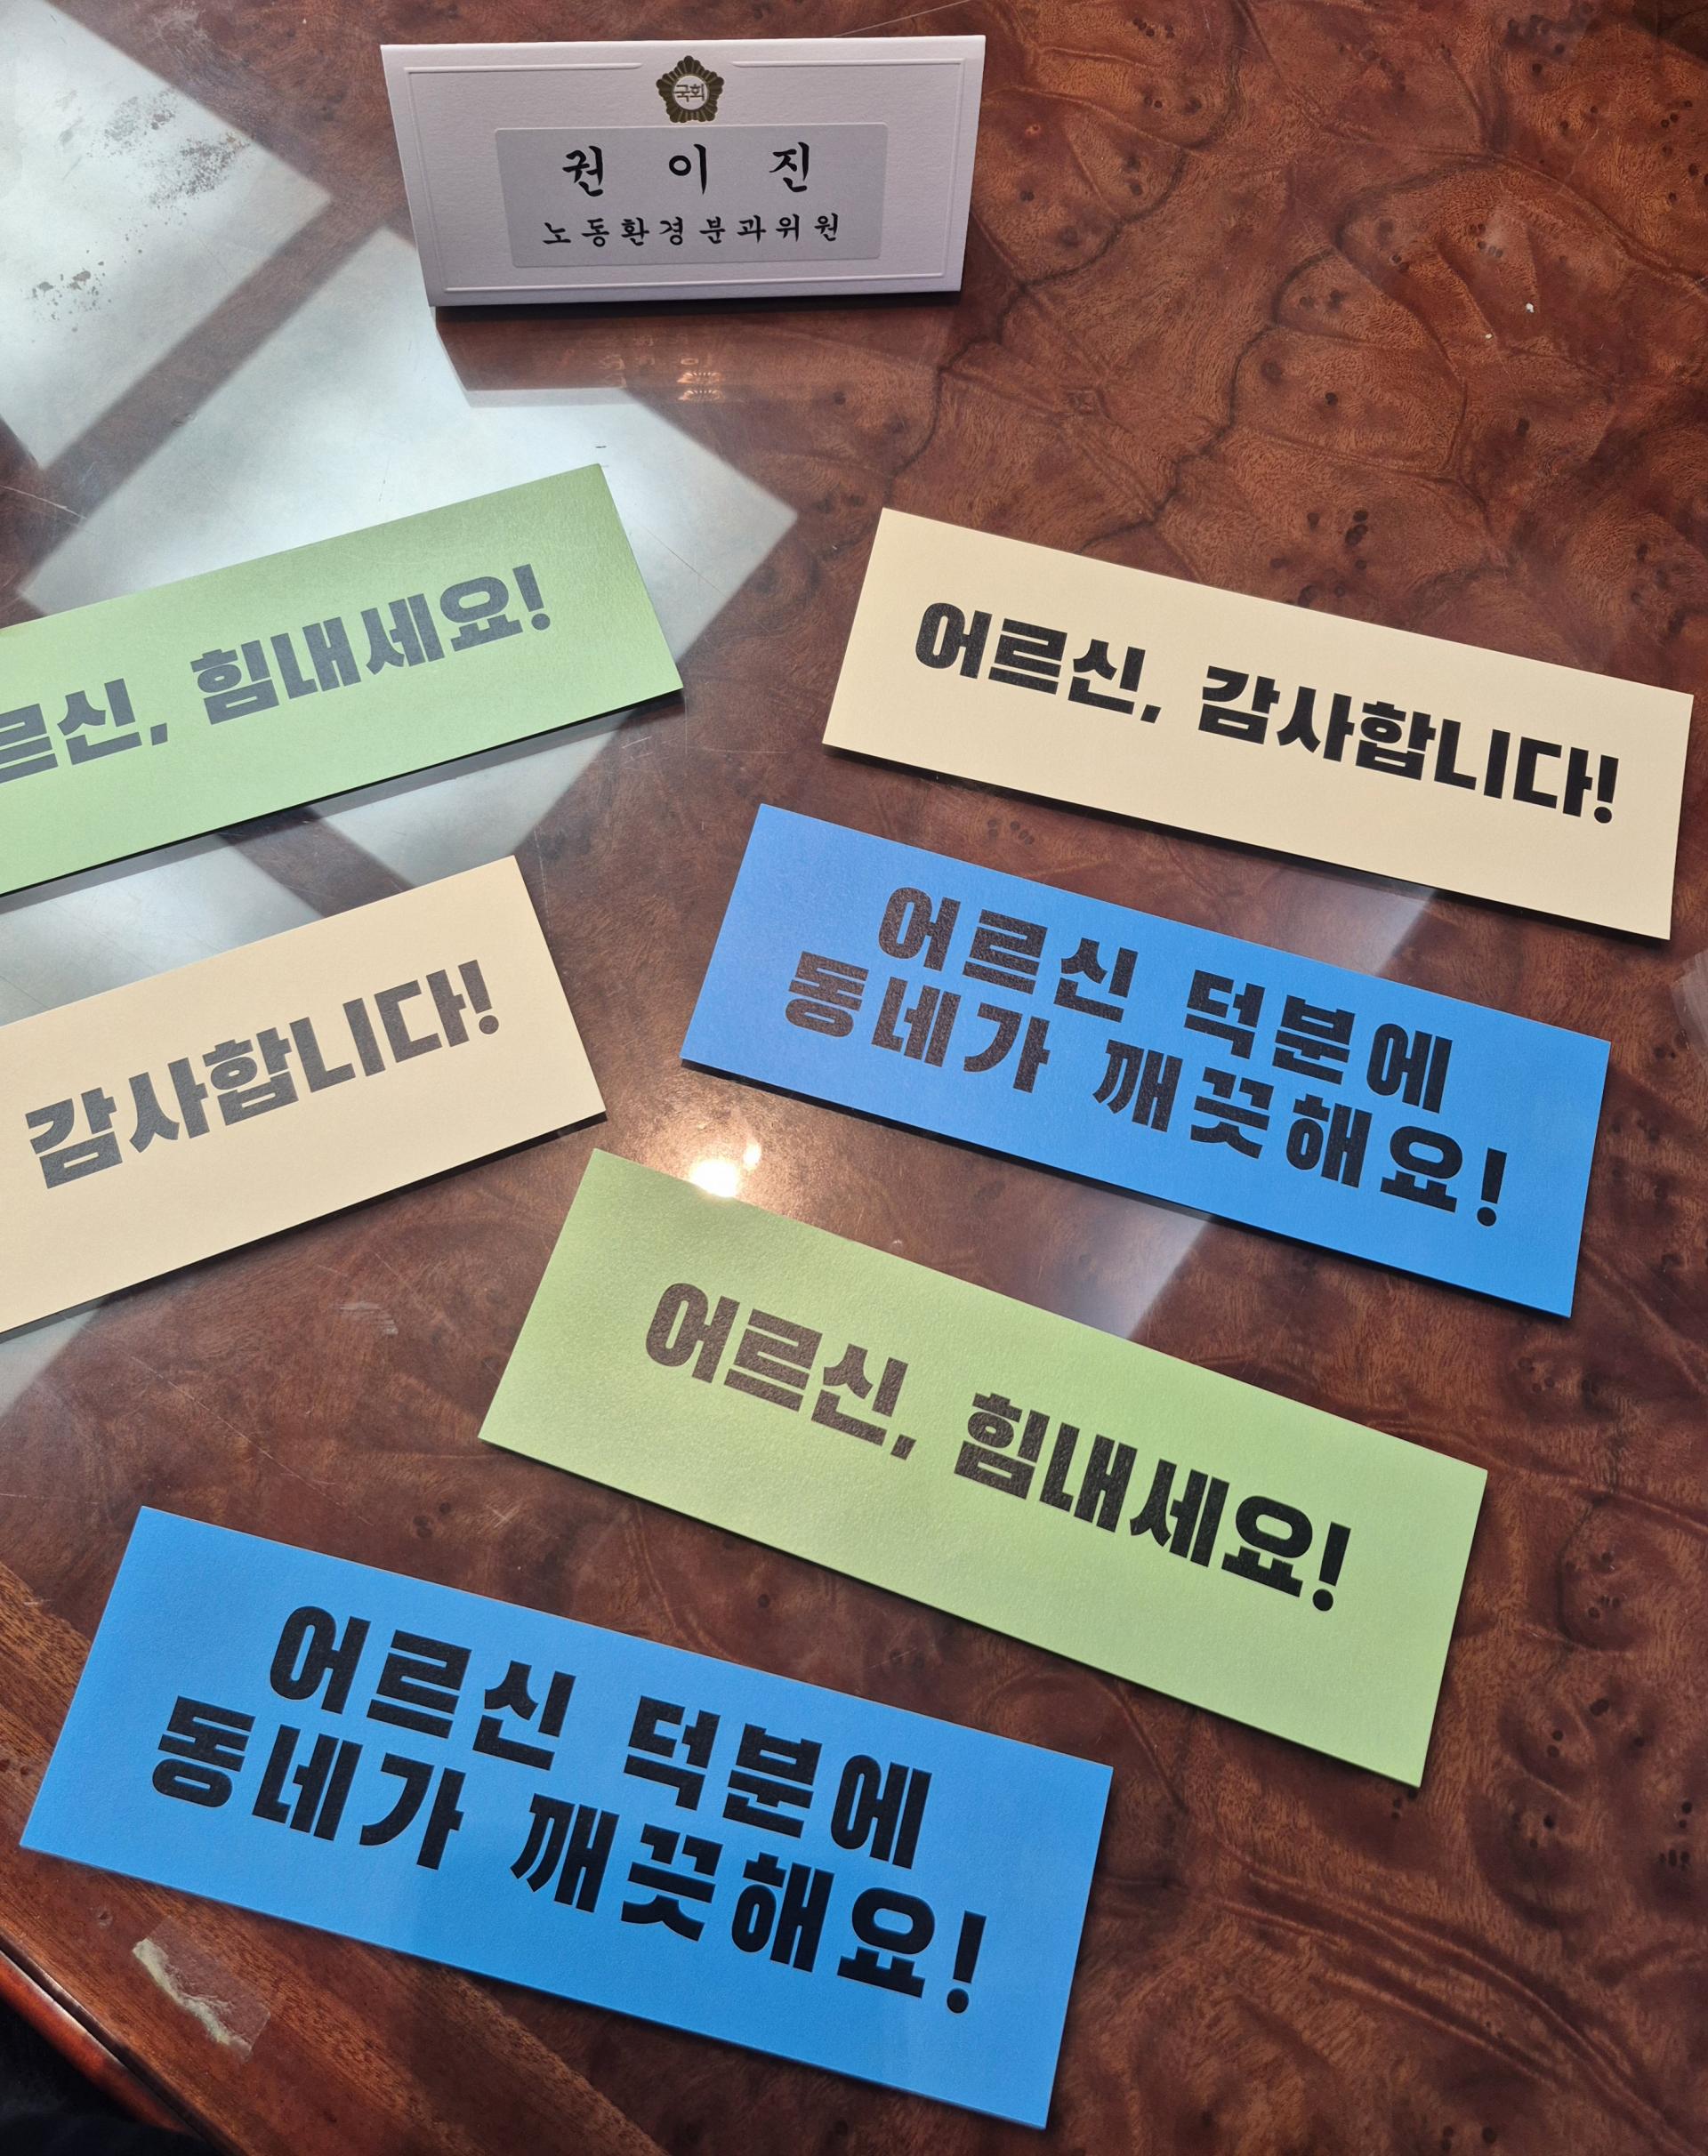 국회
권 이 진
노동환경분과위원
르신, 힘내세요!
어르신, 감사합니다!
감사합니다!
어르신 덕분에
동네가 깨끗해요!
어르신, 힘내세요!
어르신 덕분에
동네가 깨끗해요!